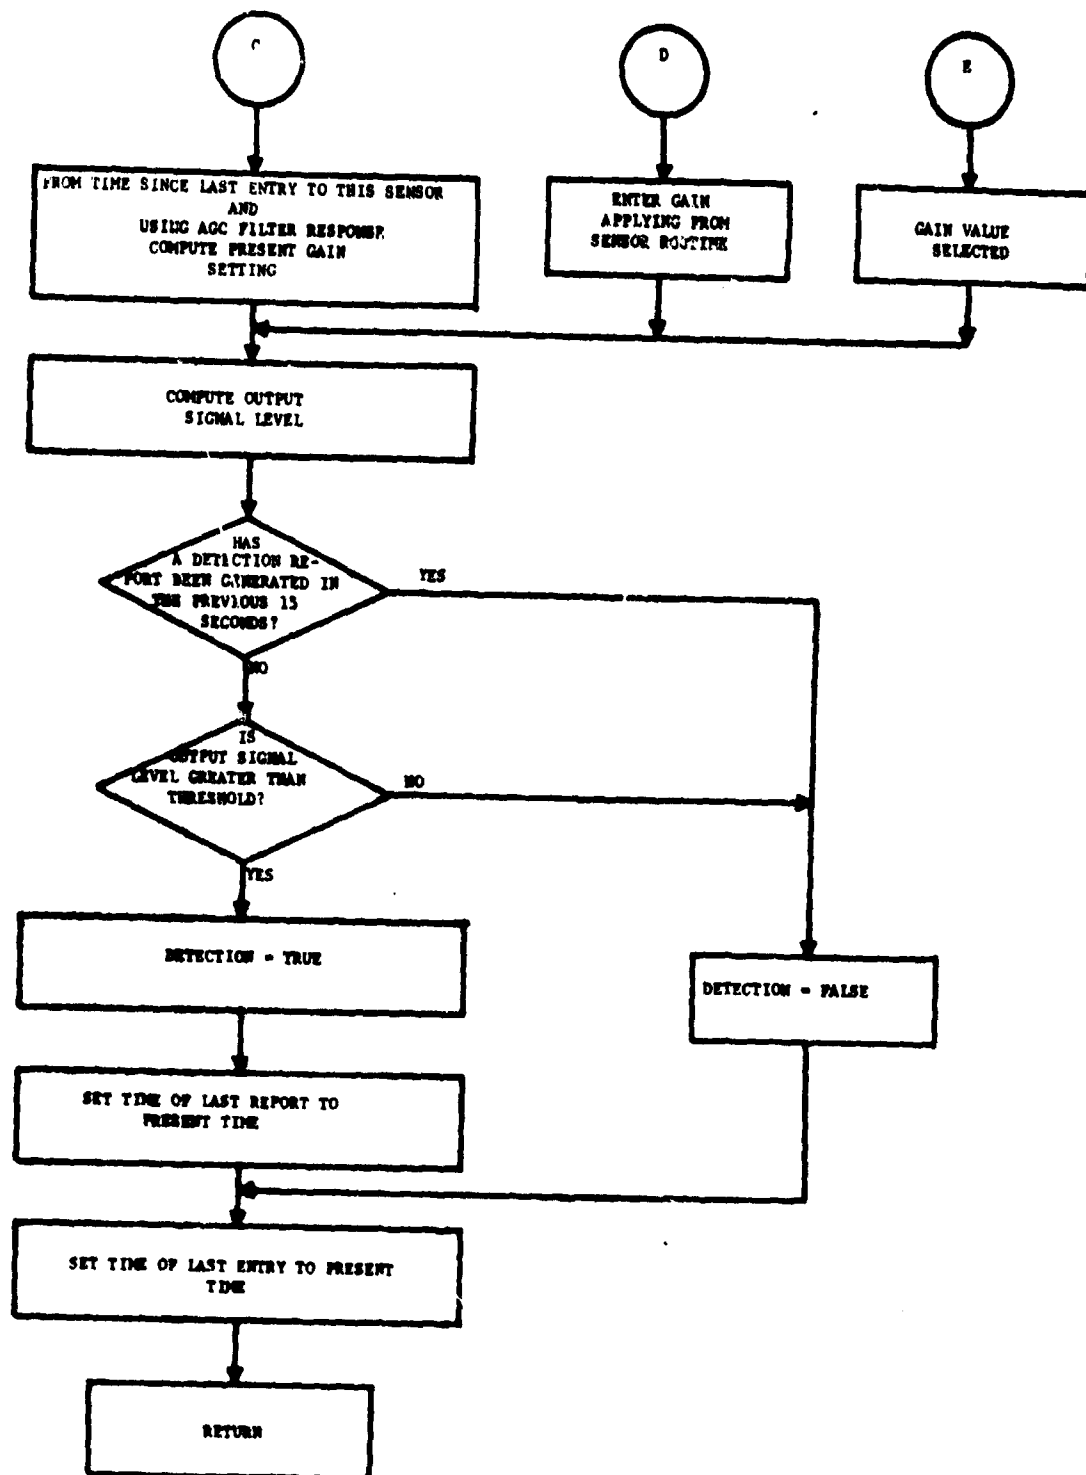 C
D
E
FROM TIME SINCE LAST ENTRY TO THIS SENSOR
AND
USING AGC FILTER RESPONSE
COMPUTE PRESENT GAIN
SETTING
ENTER GAIN
APPLYING FROM
SENSOR ROUTINE
GAIN VALUE
SELECTED
COMPUTE OUTPUT
SIGNAL LEVEL
HAS
A DETECTION RE-
PORT BEEN GENERATED IN
THE PREVIOUS 15
SECONDS?
YES
NO
IS
OUTPUT SIGNAL
LEVEL GREATER THAN
THRESHOLD?
NO
YES
DETECTION = TRUE
DETECTION = FALSE
SET TIME OF LAST REPORT TO
PRESENT TIME
SET TIME OF LAST ENTRY TO PRESENT
TIME
RETURN